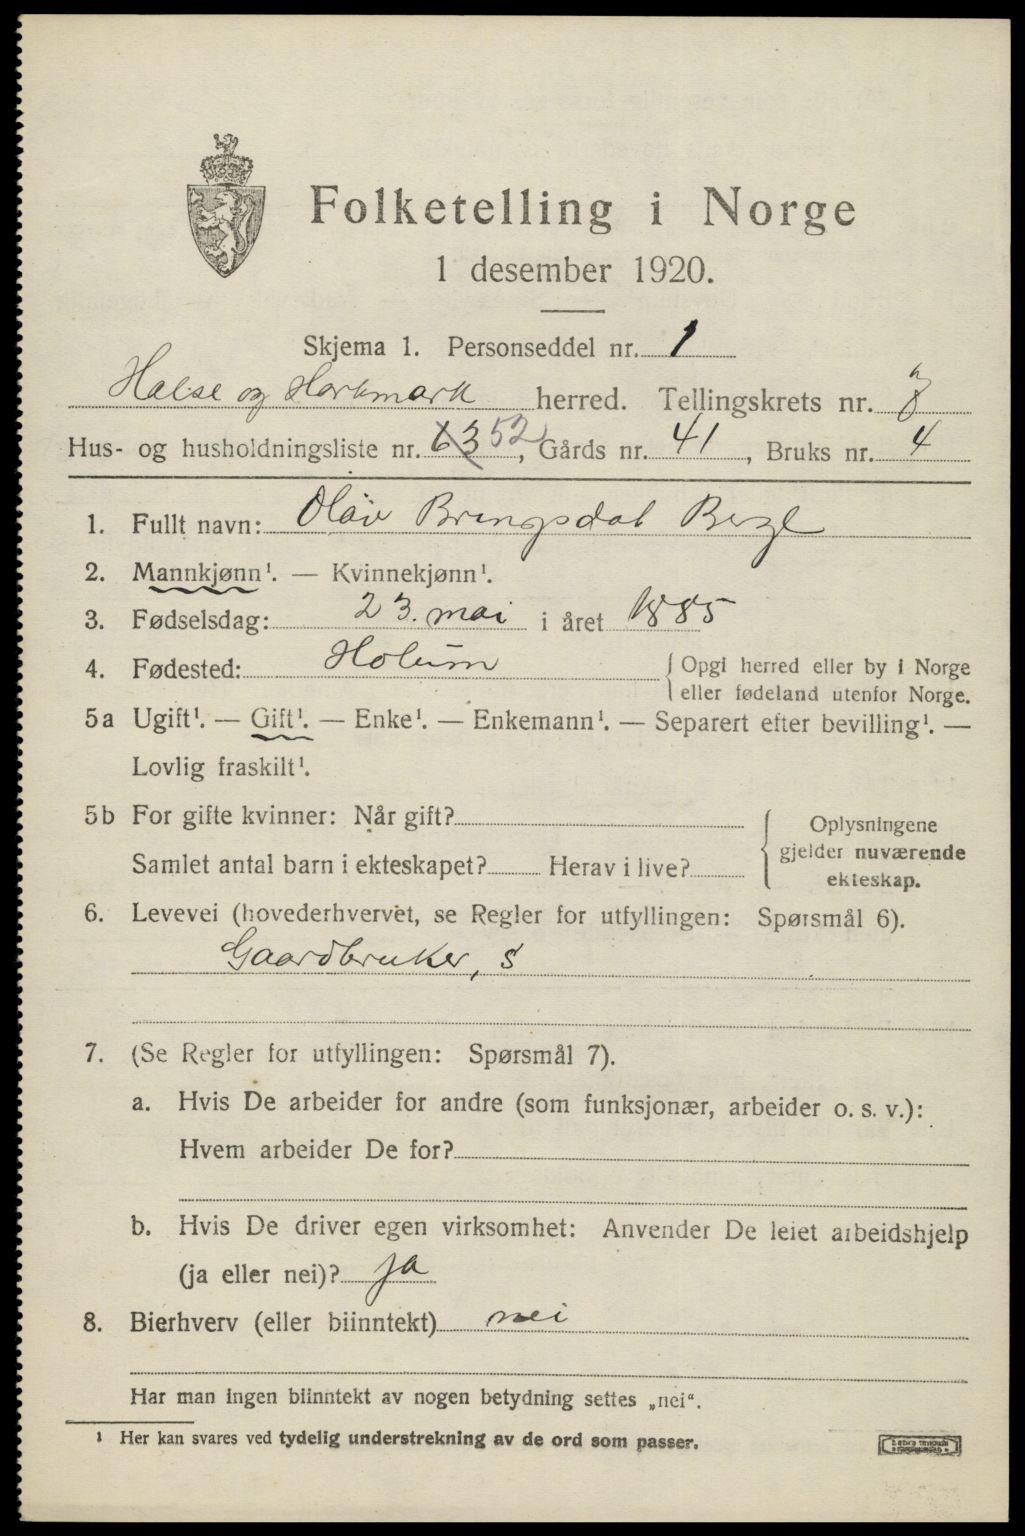 Folketelling i Norge
1 desember 1920.
Skjema 1. Personseddel nr. 1
Halse og Harkmark herred. Tellingskrets nr. 8
Hus- og husholdningsliste nr. 63 52, Gårds nr. 41, Bruks nr. 4
1. Fullt navn: Olav Bringsdal Berge
2. Mannkjønn¹. — Kvinnekjønn¹.
3. Fødselsdag: 23. mai i året 1885
4. Fødested: Holum { Opgi herred eller by i Norge
eller fødeland utenfor Norge.
5a Ugift¹. — Gift¹. — Enke¹. — Enkemann¹. — Separert efter bevilling¹. —
Lovlig fraskilt¹.
5b For gifte kvinner: Når gift?
Samlet antal barn i ekteskapet? Herav i live?
{ Oplysningene
gjelder nuværende
ekteskap.
6. Levevei (hovederhvervet, se Regler for utfyllingen: Spørsmål 6).
Gaardbruker, s
7. (Se Regler for utfyllingen: Spørsmål 7).
a. Hvis De arbeider for andre (som funksjonær, arbeider o. s. v.):
Hvem arbeider De for?
b. Hvis De driver egen virksomhet: Anvender De leiet arbeidshjelp
(ja eller nei)? ja
8. Bierhverv (eller biinntekt) nei
Har man ingen biinntekt av nogen betydning settes „nei“.
¹ Her kan svares ved tydelig understrekning av de ord som passer.